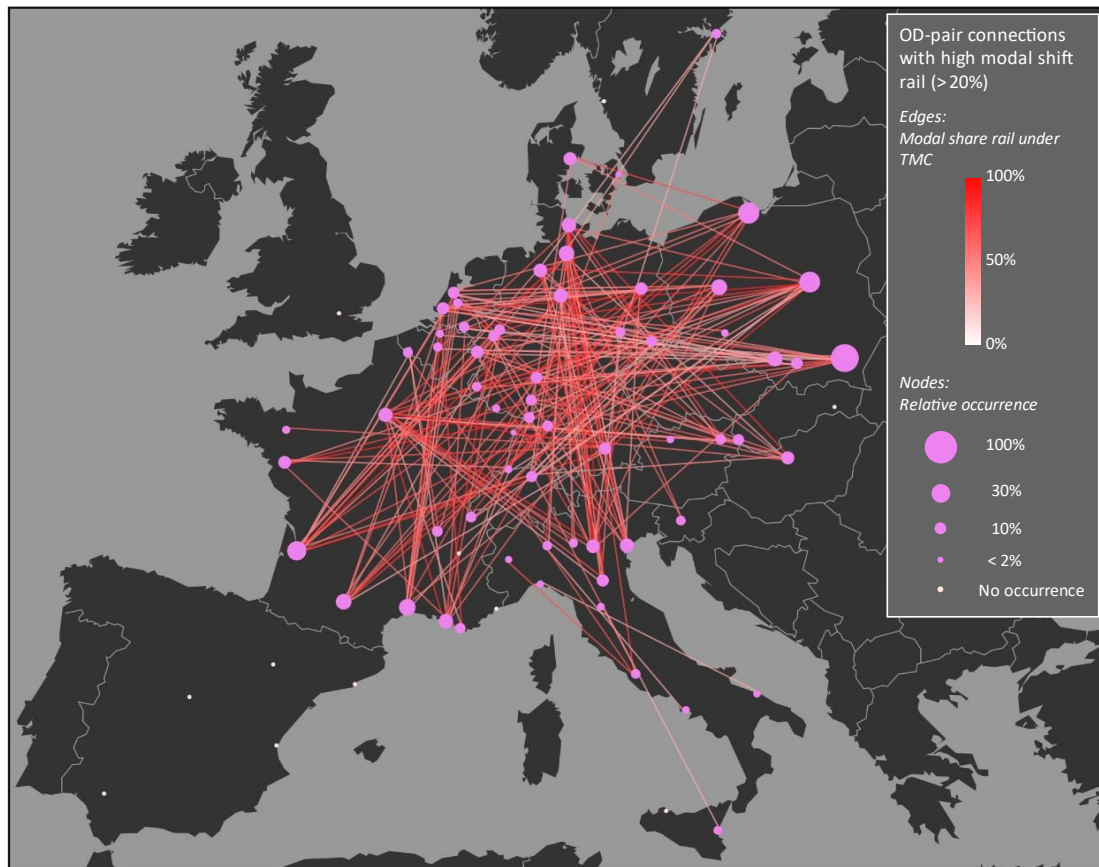 OD-pair connections
with high modal shift
rail (>20%)
Edges:
Modal share rail under
TMC
100%
50%
0%
Nodes:
Relative occurrence
100%
30%
10%
< 2%
No occurrence